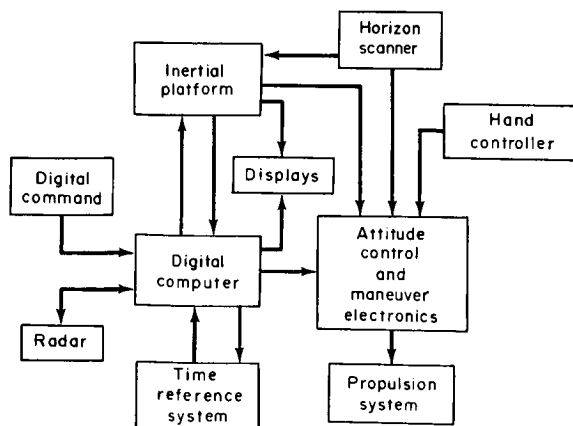 Horizon
scanner
Inertial
platform
Hand
controller
Displays
Digital
command
Attitude
control
and
maneuver
electronics
Digital
computer
Radar
Time
reference
system
Propulsion
system